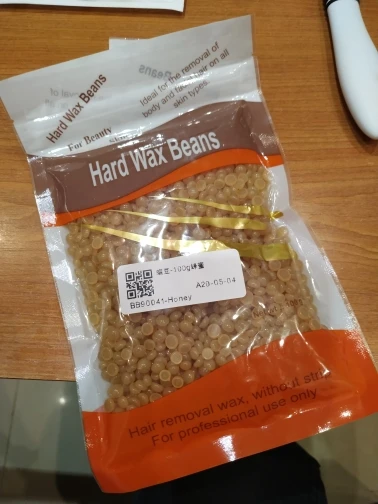 Hard Wax Beans
Ideal for the removal of
body and facial hair on all
skin types.
For Beauty
Hard Wax Beans
蜡豆-100g蜂蜜
A20-05-04
BB90041-Honey
Hair removal wax, without strip
For professional use only